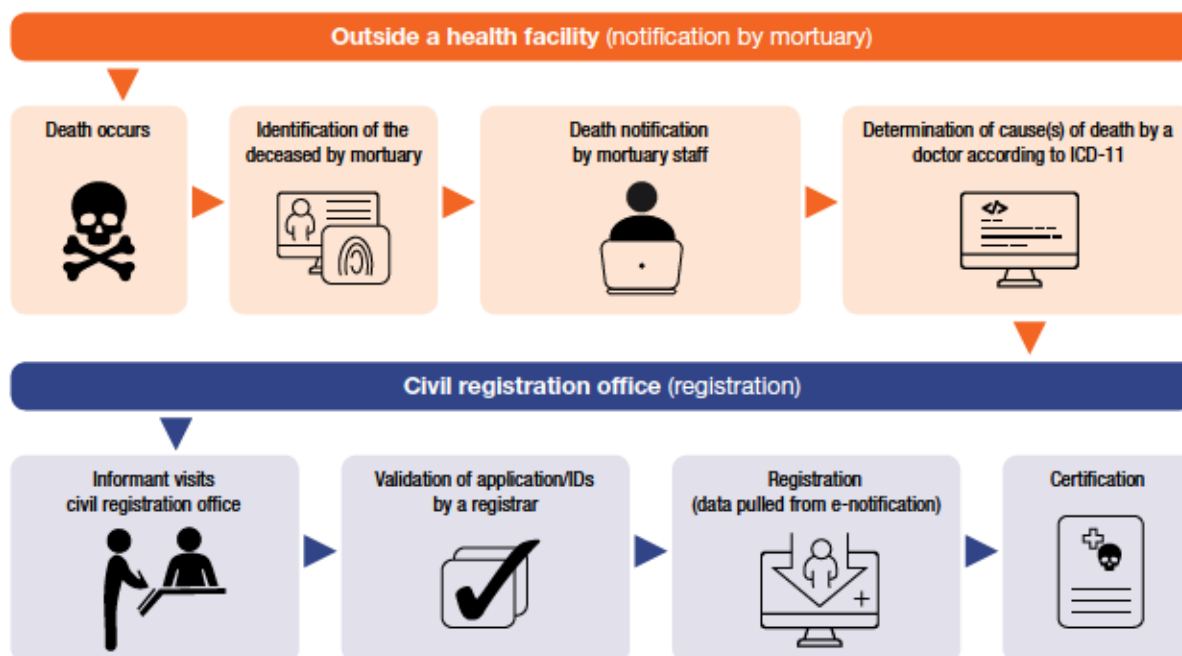 Outside a health facility (notification by mortuary)
Death occurs
Identification of the
deceased by mortuary
Death notification
by mortuary staff
Determination of cause(s) of death by a
doctor according to ICD-11
</>
Civil registration office (registration)
Informant visits
civil registration office
Validation of application/IDs
by a registrar
Registration
(data pulled from e-notification)
Certification